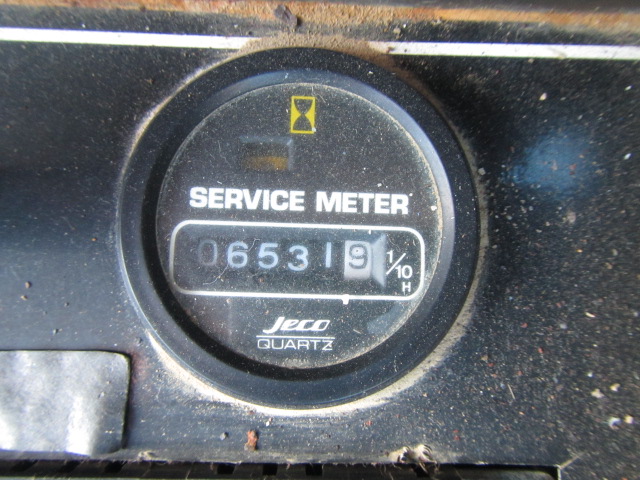 SERVICE METER
065319 1/10
H
Jeco
QUARTZ